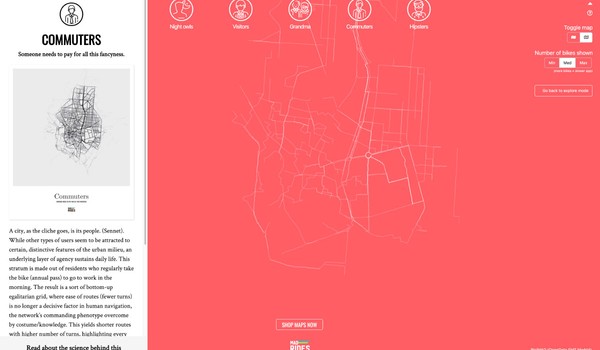 COMMUTERS
Someone needs to pay for all this fancyness.
Commuters
A city, as the cliche goes, is its people. (Sennet).
While other types of users seem to be attracted to
certain, distinctive features of the urban milieu, an
underlying layer of agency sustains daily life. This
stratum is made out of residents who regularly take
the bike (annual pass) to go to work in the
morning. The result is a sort of bottom-up
egalitarian grid, where ease of routes (fewer turns)
is no longer a decisive factor in human navigation,
the network's commanding phenotype overcome
by costume/knowledge. This yields shorter routes
with higher number of turns, highlighting every
Read about the science behind this
Night owls
Visitors
Grandma
Commuters
Hipsters
Toggle map
Number of bikes shown
Min Med Max
Go back to explore mode
SHOP MAPS NOW
MAD
RIDES